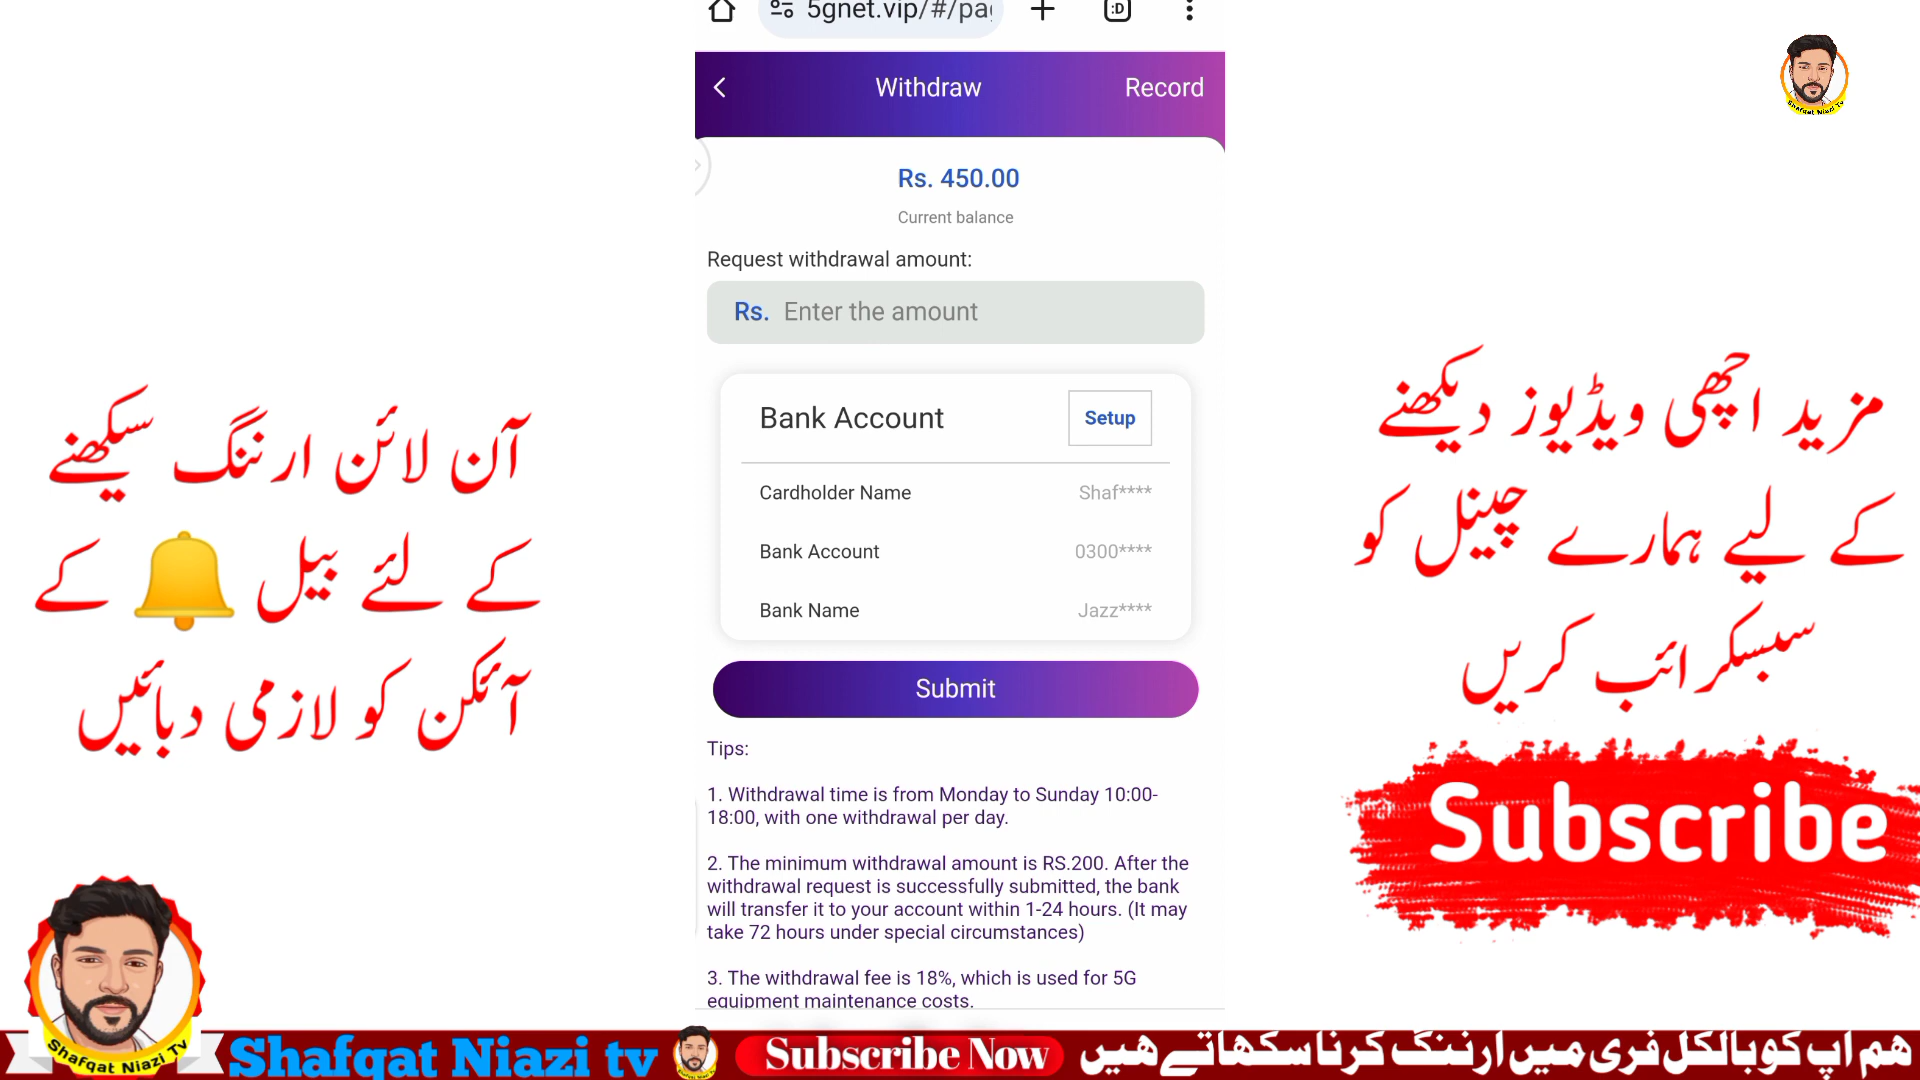 5gnet.vip/#/pa
:D
Withdraw
Record
Rs. 450.00
Current balance
Request withdrawal amount:
Rs. Enter the amount
Bank Account
Setup
Cardholder Name
Shaf****
Bank Account
0300****
Bank Name
Jazz****
Submit
Tips:
1. Withdrawal time is from Monday to Sunday 10:00-
18:00, with one withdrawal per day.
2. The minimum withdrawal amount is RS.200. After the
withdrawal request is successfully submitted, the bank
will transfer it to your account within 1-24 hours. (It may
take 72 hours under special circumstances)
3. The withdrawal fee is 18%, which is used for 5G
equipment maintenance costs.
آن لائن ارننگ سکھنے
کے لئے بیل 🔔 کے
آئکن کو لازمی دبائیں
مزید اچھی ویڈیوز دیکھنے
کے لیے ہمارے چینل کو
سبسکرائب کریں
Subscribe
Shafqat Niazi Tv
Shafqat Niazi Tv
Shafqat Niazi tv
Subscribe Now
ہم آپ کو بالکل فری میں ارننگ کرنا سکھاتے ہیں